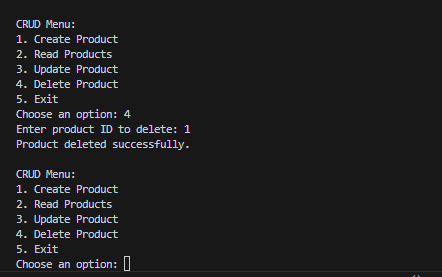 CRUD Menu:
1. Create Product
2. Read Products
3. Update Product
4. Delete Product
5. Exit
Choose an option: 4
Enter product ID to delete: 1
Product deleted successfully.
CRUD Menu:
1. Create Product
2. Read Products
3. Update Product
4. Delete Product
5. Exit
Choose an option: